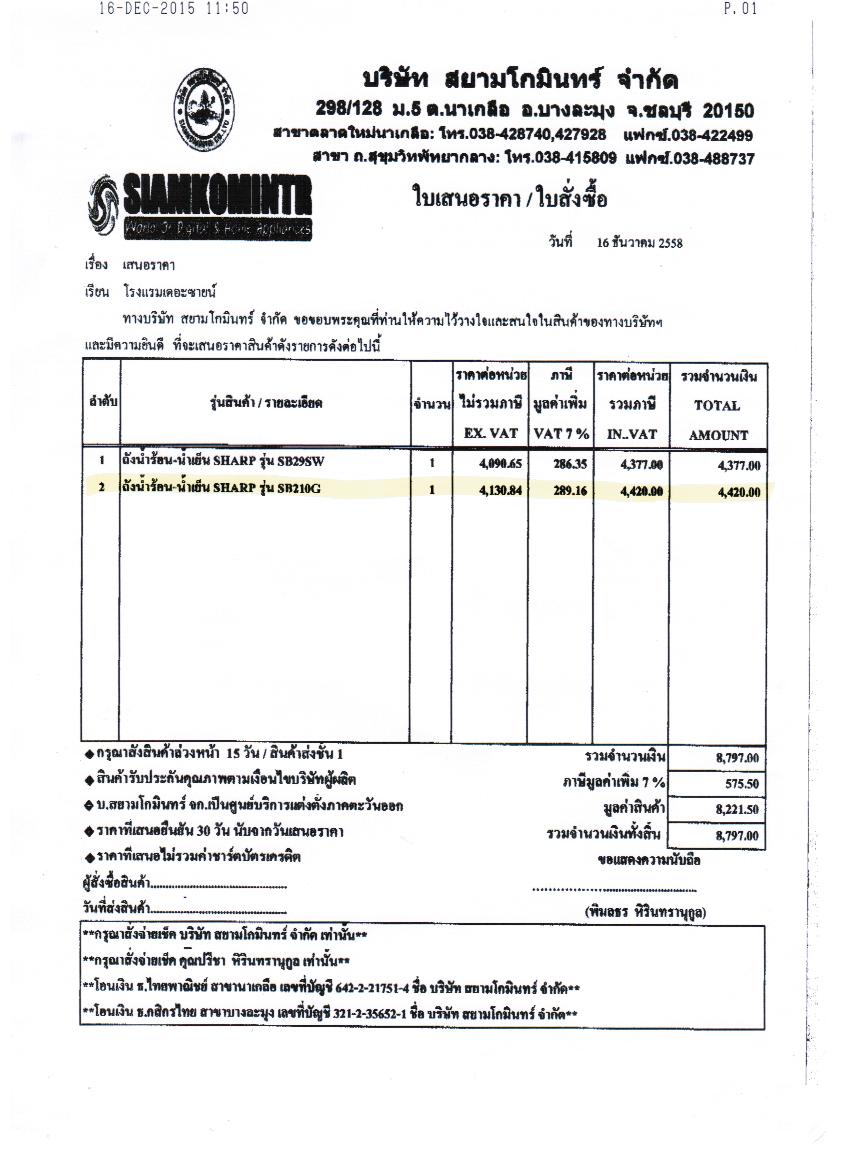 16-DEC-2015 11:50 P.01
บริษัท สยามโกมินทร์ จำกัด
298/128 ม.5 ต.นาเกลือ อ.บางละมุง จ.ชลบุรี 20150
สาขาตลาดใหม่นาเกลือ: โทร.038-428740,427928 แฟกซ์.038-422499
สาขา ถ.สุขุมวิทพัทยากลาง: โทร.038-415809 แฟกซ์.038-488737
SIAMKOMINTR
World Of Digital & Home Appliances
ใบเสนอราคา / ใบสั่งซื้อ
วันที่ 16 ธันวาคม 2558
เรื่อง เสนอราคา
เรียน โรงแรมเดอะซายน์
ทางบริษัท สยามโกมินทร์ จำกัด ขอขอบพระคุณที่ท่านให้ความไว้วางใจและสนใจในสินค้าของทางบริษัทฯ
และมีความยินดี ที่จะเสนอราคาสินค้าดังรายการดังต่อไปนี้
ลำดับ รุ่นสินค้า / รายละเอียด จำนวน ราคาต่อหน่วย ไม่รวมภาษี EX. VAT ภาษี มูลค่าเพิ่ม VAT 7 % ราคาต่อหน่วย รวมภาษี IN..VAT รวมจำนวนเงิน TOTAL AMOUNT
1 ถังน้ำร้อน-น้ำเย็น SHARP รุ่น SB29SW 1 4,090.65 286.35 4,377.00 4,377.00
2 ถังน้ำร้อน-น้ำเย็น SHARP รุ่น SB210G 1 4,130.84 289.16 4,420.00 4,420.00
◆ กรุณาสั่งสินค้าล่วงหน้า 15 วัน / สินค้าส่งชั้น 1 รวมจำนวนเงิน 8,797.00
◆ สินค้ารับประกันคุณภาพตามเงื่อนไขบริษัทผู้ผลิต ภาษีมูลค่าเพิ่ม 7 % 575.50
◆ บ.สยามโกมินทร์ จก.เป็นศูนย์บริการแต่งตั้งภาคตะวันออก มูลค่าสินค้า 8,221.50
◆ ราคาที่เสนอยืนยัน 30 วัน นับจากวันเสนอราคา รวมจำนวนเงินทั้งสิ้น 8,797.00
◆ ราคาที่เสนอไม่รวมค่าชาร์ตบัตรเครดิต ขอแสดงความนับถือ
ผู้สั่งซื้อสินค้า..........................................
วันที่ส่งสินค้า.......................................... (พิมลธร หิรินทรานุกูล)
**กรุณาสั่งจ่ายเช็ค บริษัท สยามโกมินทร์ จำกัด เท่านั้น**
**กรุณาสั่งจ่ายเช็ค คุณปรีชา หิรินทรานุกูล เท่านั้น**
**โอนเงิน ธ.ไทยพาณิชย์ สาขานาเกลือ เลขที่บัญชี 642-2-21751-4 ชื่อ บริษัท สยามโกมินทร์ จำกัด**
**โอนเงิน ธ.กสิกรไทย สาขาบางละมุง เลขที่บัญชี 321-2-35652-1 ชื่อ บริษัท สยามโกมินทร์ จำกัด**